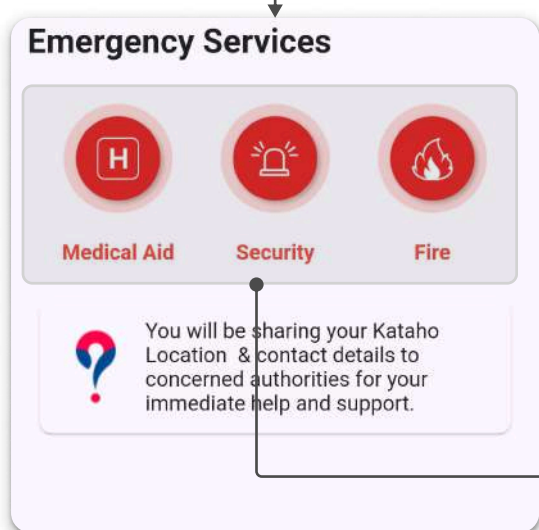 Emergency Services
H
Medical Aid Security Fire
You will be sharing your Kataho
Location & contact details to
concerned authorities for your
immediate help and support.